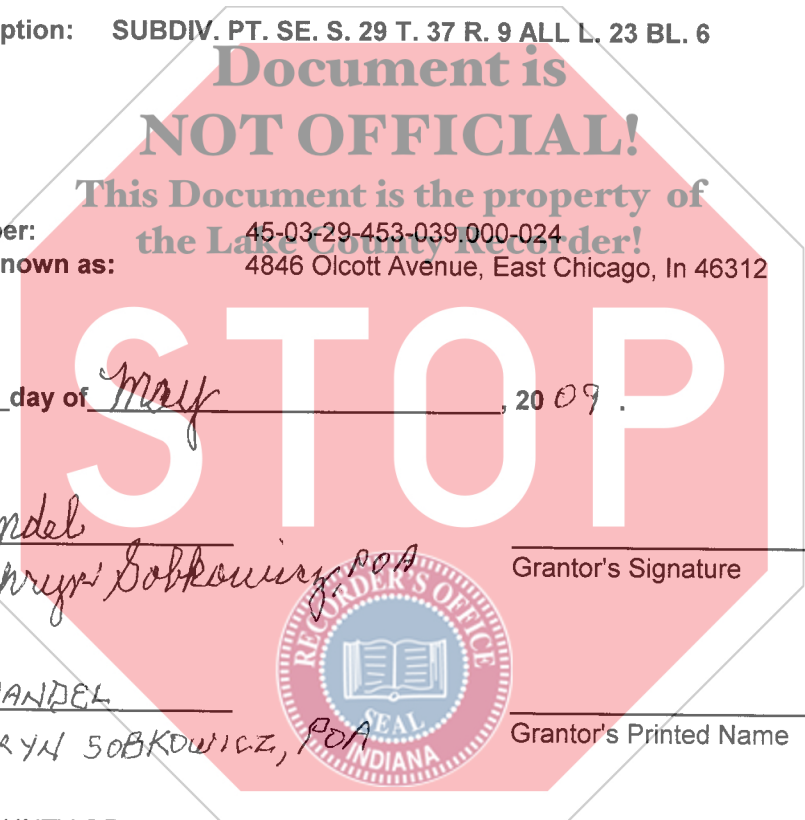 ption: SUBDIV. PT. SE. S. 29 T. 37 R. 9 ALL L. 23 BL. 6
Document is
NOT OFFICIAL!
This Document is the property of
the Lake County Recorder!
ber: 45-03-29-453-039.000-024
nown as: 4846 Olcott Avenue, East Chicago, In 46312
STOP
day of May, 20 09 .
ndel
hryn Sobkowicz, POA
Grantor's Signature
RECORDER'S OFFICE
SEAL
INDIANA
ANDEL
RYN SOBKOWICZ, POA
Grantor's Printed Name